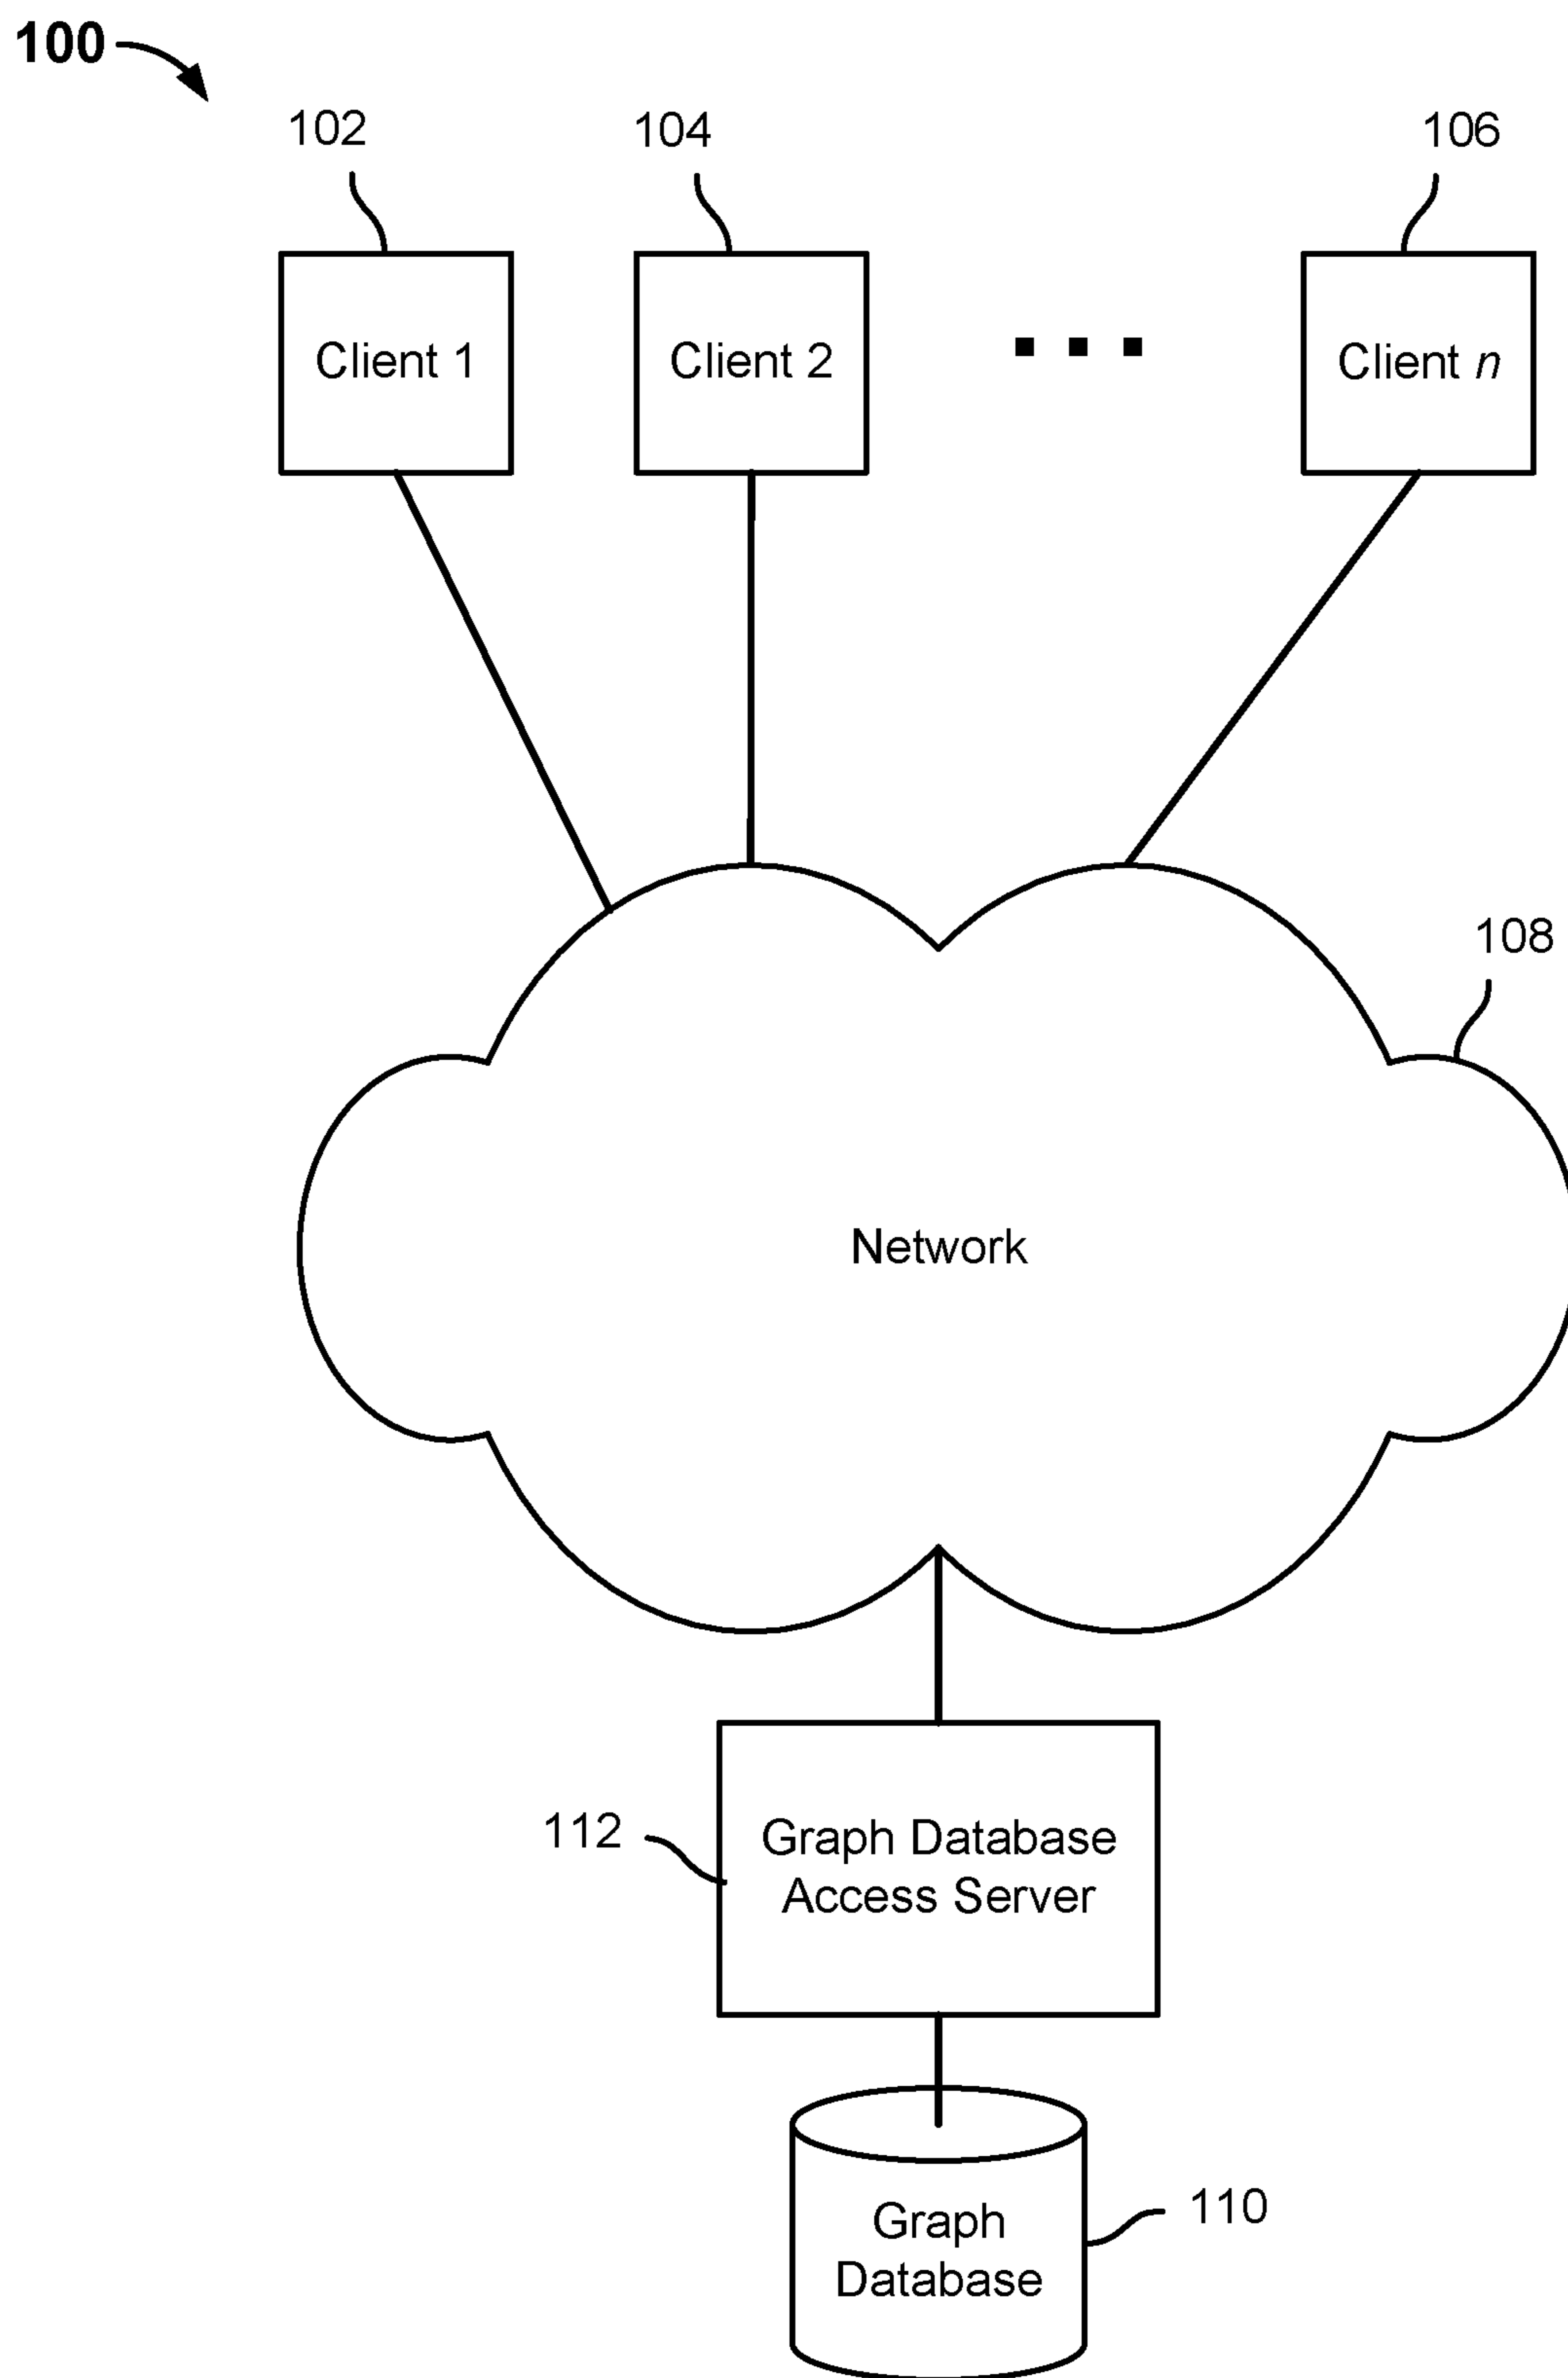 100
102
104
106
Client 1
Client 2
Client n
108
Network
112
Graph Database
Access Server
110
Graph
Database